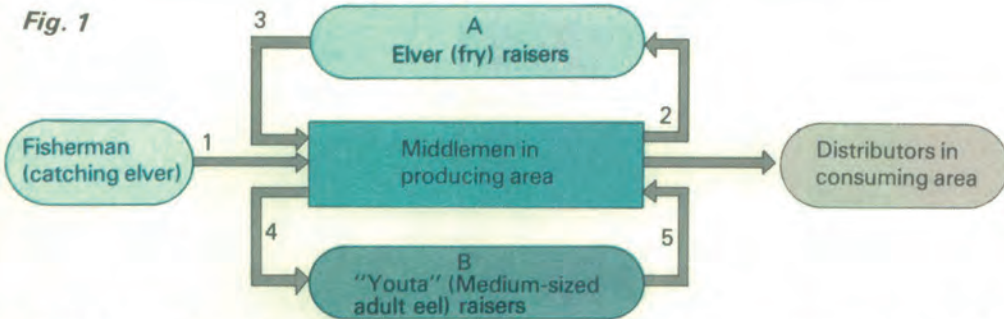 Fig. 1
3
A
Elver (fry) raisers
2
Fisherman
(catching elver)
1
Middlemen in
producing area
Distributors in
consuming area
4
5
B
"Youta" (Medium-sized
adult eel) raisers